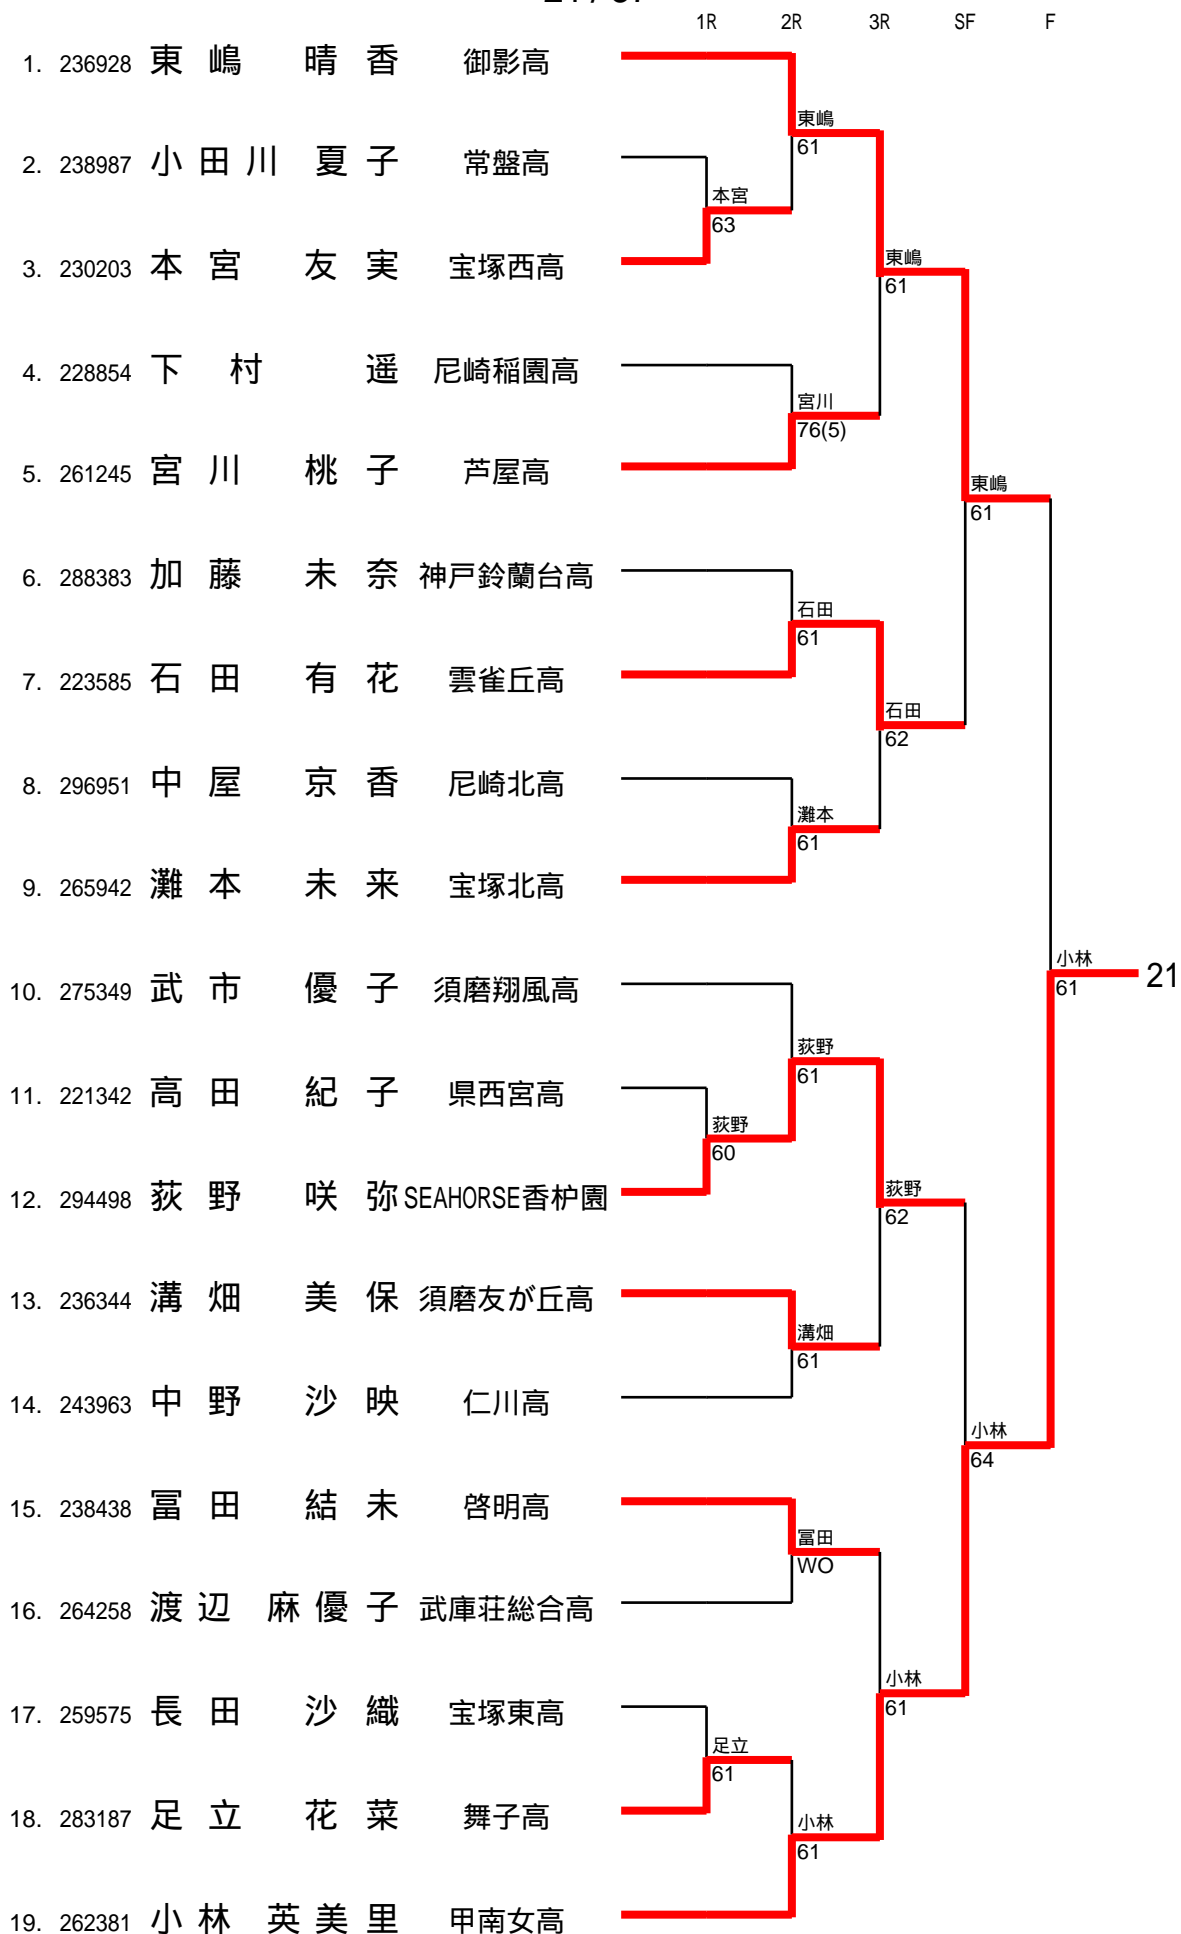 1R 2R 3R SF F
1. 236928 東嶋 晴香 御影高
東嶋
61
2. 238987 小田川 夏子 常盤高
本宮
63
3. 230203 本宮 友実 宝塚西高
東嶋
61
4. 228854 下村 遥 尼崎稲園高
宮川
76(5)
5. 261245 宮川 桃子 芦屋高
東嶋
61
6. 288383 加藤 未奈 神戸鈴蘭台高
石田
61
7. 223585 石田 有花 雲雀丘高
石田
62
8. 296951 中屋 京香 尼崎北高
灘本
61
9. 265942 灘本 未来 宝塚北高
小林
61
21
10. 275349 武市 優子 須磨翔風高
荻野
61
11. 221342 高田 紀子 県西宮高
荻野
60
12. 294498 荻野 咲弥 SEAHORSE香枦園
荻野
62
13. 236344 溝畑 美保 須磨友が丘高
溝畑
61
14. 243963 中野 沙映 仁川高
小林
64
15. 238438 冨田 結未 啓明高
冨田
WO
16. 264258 渡辺 麻優子 武庫荘総合高
小林
61
17. 259575 長田 沙織 宝塚東高
足立
61
18. 283187 足立 花菜 舞子高
小林
61
19. 262381 小林 英美里 甲南女高